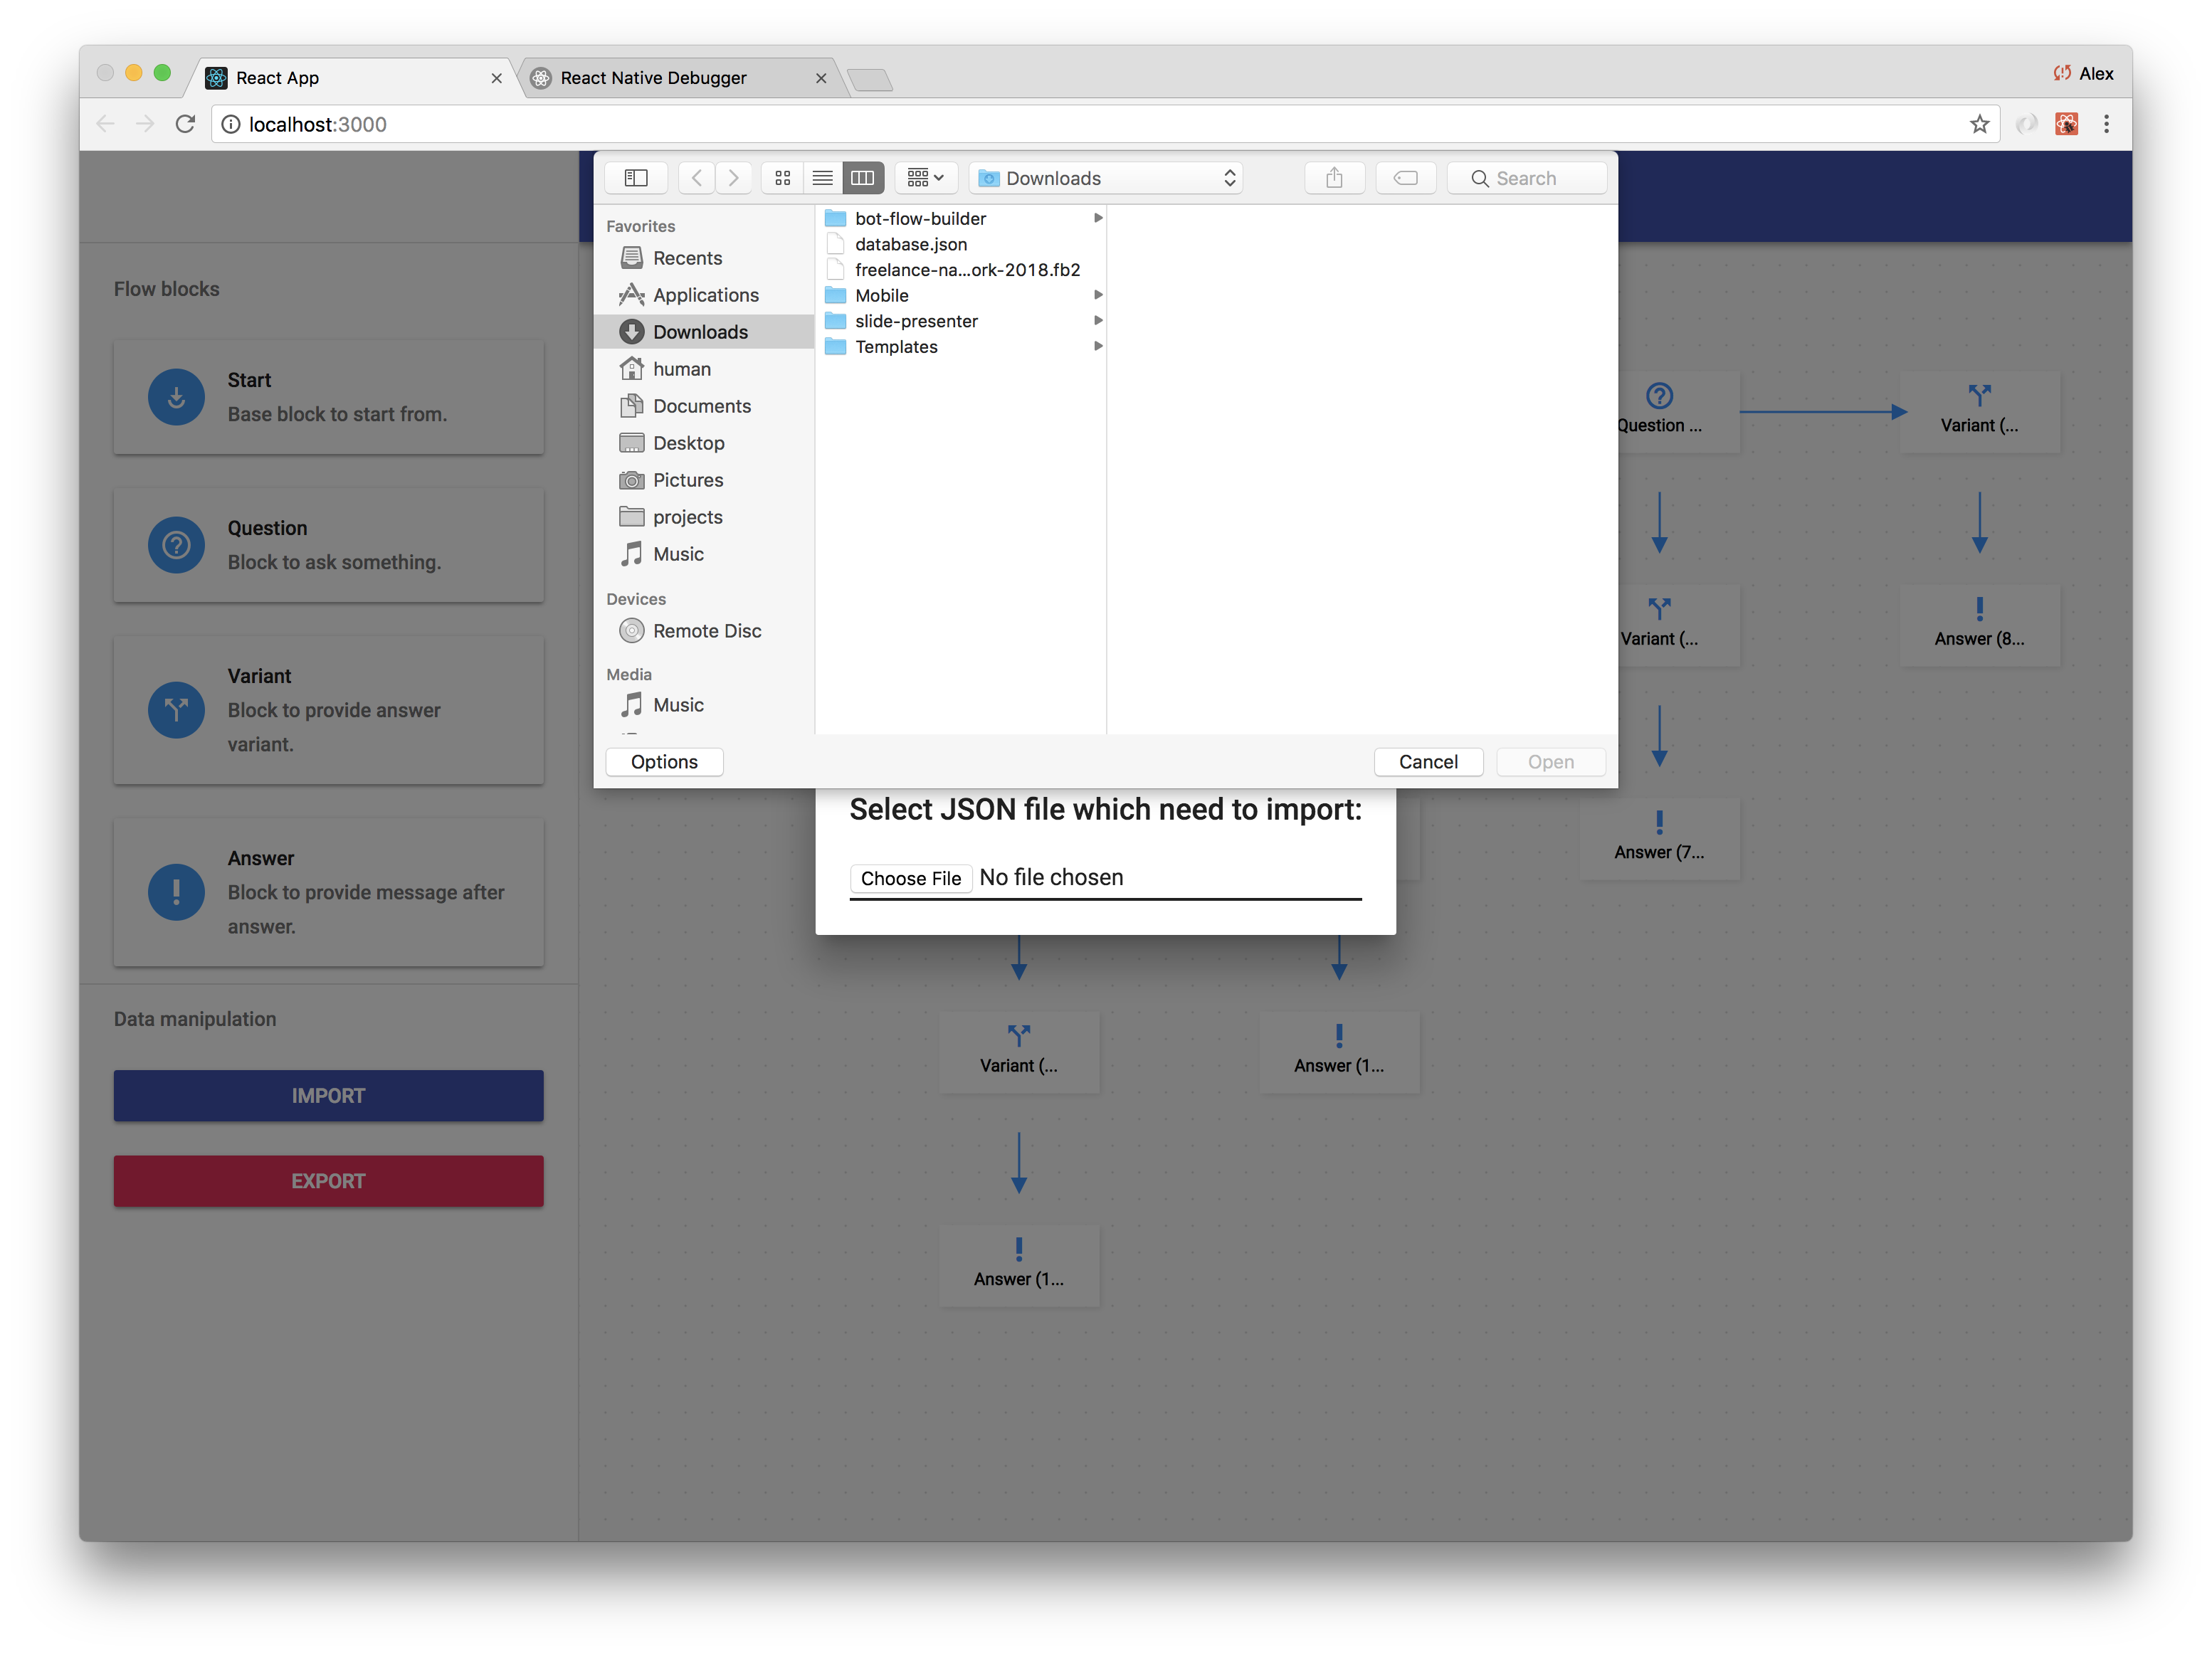 React App
React Native Debugger
Alex
localhost:3000
Downloads
Search
Favorites
Recents
Applications
Downloads
human
Documents
Desktop
Pictures
projects
Music
Devices
Remote Disc
Media
Music
bot-flow-builder
database.json
freelance-na...ork-2018.fb2
Mobile
slide-presenter
Templates
Options
Cancel
Open
Select JSON file which need to import:
Choose File No file chosen
Flow blocks
Start
Base block to start from.
Question
Block to ask something.
Variant
Block to provide answer
variant.
Answer
Block to provide message after
answer.
Data manipulation
IMPORT
EXPORT
Question ...
Variant (...
Variant (...
Answer (8...
Answer (7...
Variant (...
Answer (1...
Answer (1...